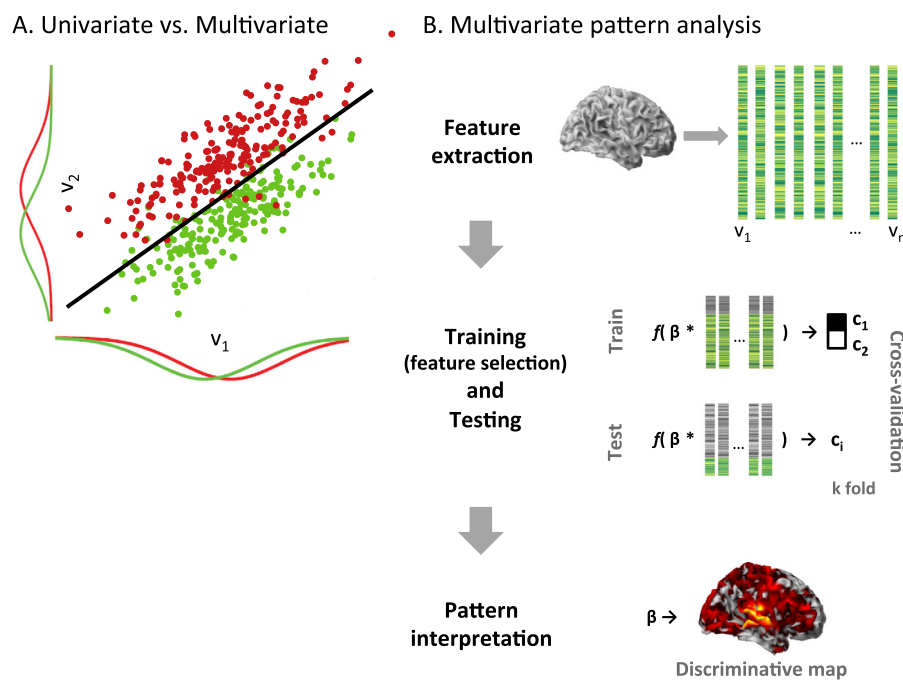 A. Univariate vs. Multivariate
v2
v1
B. Multivariate pattern analysis
Feature
extraction
...
v1
...
vn
Training
(feature selection)
and
Testing
Train
f( β *
...
) → c1
c2
Test
f( β *
...
) → ci
Cross-validation
k fold
Pattern
interpretation
β →
Discriminative map